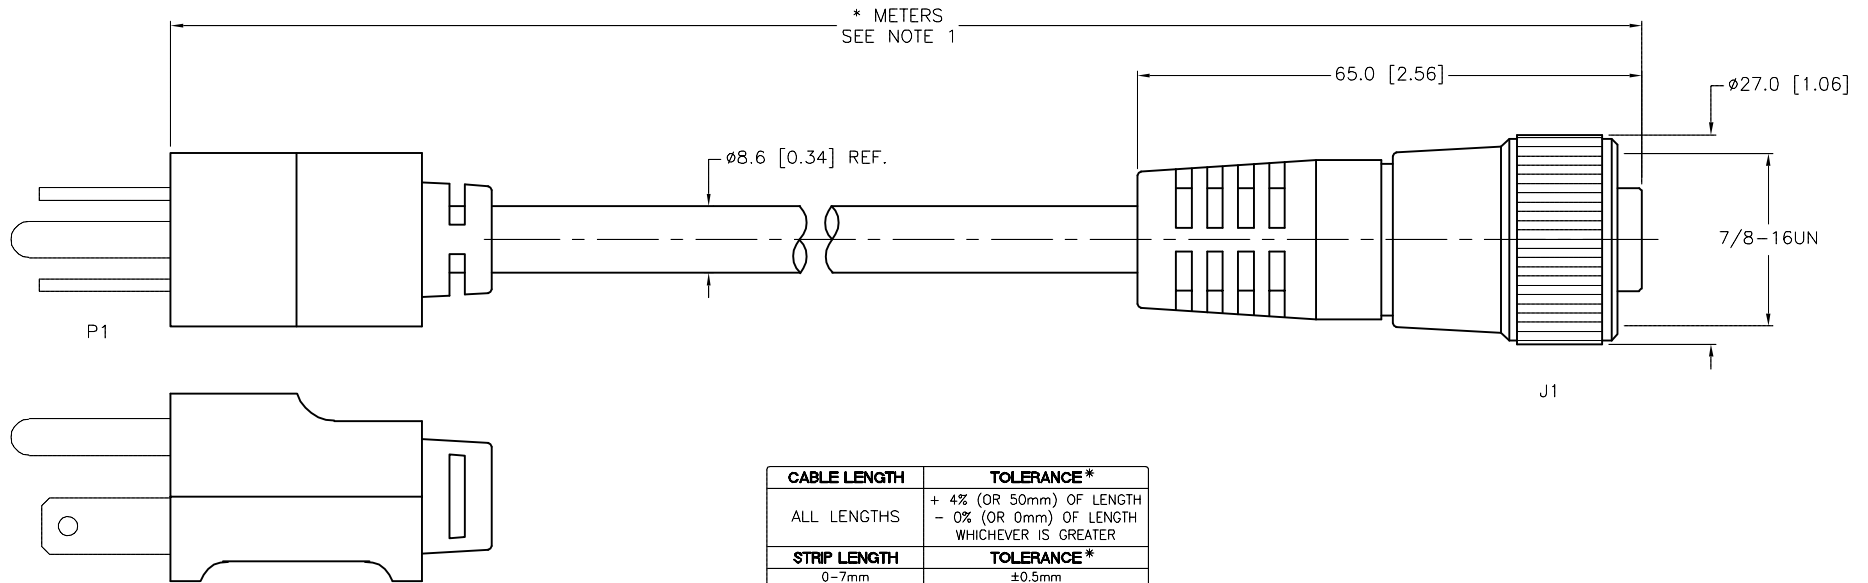 * METERS
SEE NOTE 1
65.0 [2.56]
⌀27.0 [1.06]
⌀8.6 [0.34] REF.
7/8-16UN
P1
J1
CABLE LENGTH TOLERANCE*
ALL LENGTHS
+ 4% (OR 50mm) OF LENGTH
- 0% (OR 0mm) OF LENGTH
WHICHEVER IS GREATER
STRIP LENGTH TOLERANCE*
0-7mm ±0.5mm